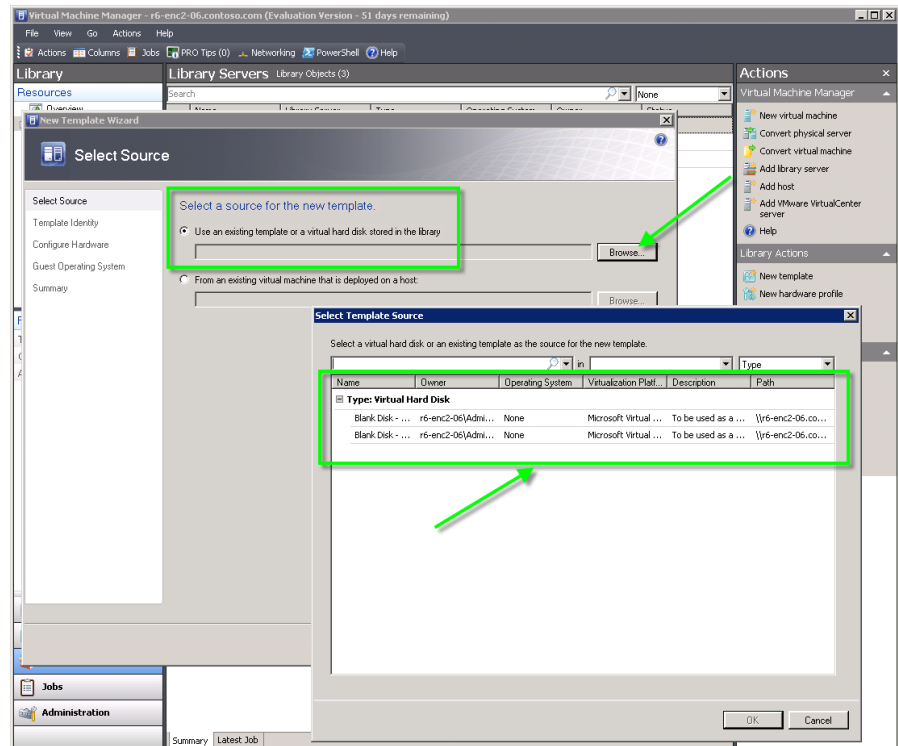 Virtual Machine Manager - r6-enc2-06.contoso.com (Evaluation Version - 51 days remaining)
File View Go Actions Help
Actions Columns Jobs PRO Tips (0) Networking PowerShell Help
Library
Resources
Overview
Library Servers Library Objects (3)
Search None
Name Library Server Type Operating System Owner Status
New Template Wizard
Select Source
Select Source
Template Identity
Configure Hardware
Guest Operating System
Summary
Select a source for the new template.
Use an existing template or a virtual hard disk stored in the library
Browse...
From an existing virtual machine that is deployed on a host:
Browse...
Select Template Source
Select a virtual hard disk or an existing template as the source for the new template.
in Type
Name Owner Operating System Virtualization Platf... Description Path
Type: Virtual Hard Disk
Blank Disk - ... r6-enc2-06\Admi... None Microsoft Virtual ... To be used as a ... \\r6-enc2-06.co...
Blank Disk - ... r6-enc2-06\Admi... None Microsoft Virtual ... To be used as a ... \\r6-enc2-06.co...
OK Cancel
Actions
Virtual Machine Manager
New virtual machine
Convert physical server
Convert virtual machine
Add library server
Add host
Add VMware VirtualCenter
server
Help
Library Actions
New template
New hardware profile
Jobs
Administration
Summary Latest Job